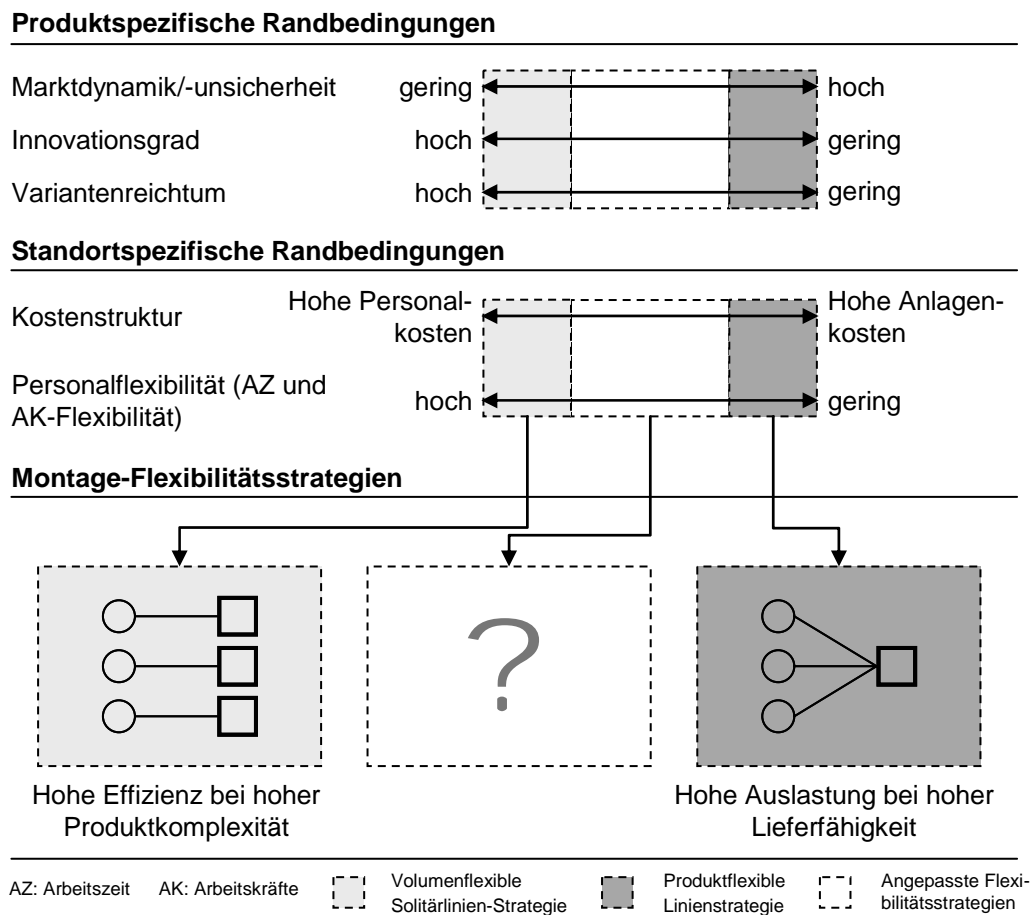 Produktspezifische Randbedingungen
Marktdynamik/-unsicherheit gering hoch
Innovationsgrad hoch gering
Variantenreichtum hoch gering
Standortspezifische Randbedingungen
Kostenstruktur Hohe Personal-
kosten Hohe Anlagen-
kosten
Personalflexibilität (AZ und
AK-Flexibilität) hoch gering
Montage-Flexibilitätsstrategien
?
Hohe Effizienz bei hoher
Produktkomplexität
Hohe Auslastung bei hoher
Lieferfähigkeit
AZ: Arbeitszeit AK: Arbeitskräfte
Volumenflexible
Solitärlinien-Strategie
Produktflexible
Linienstrategie
Angepasste Flexi-
bilitätsstrategien